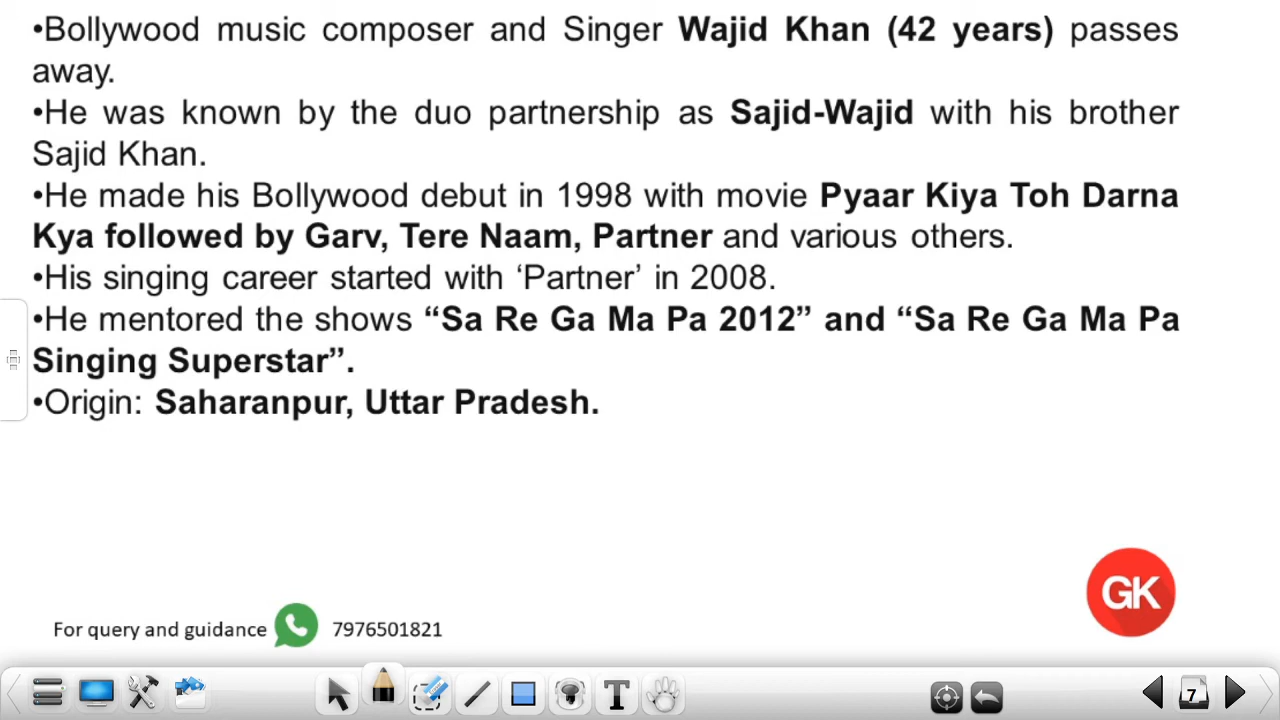 •Bollywood music composer and Singer Wajid Khan (42 years) passes
away.
•He was known by the duo partnership as Sajid-Wajid with his brother
Sajid Khan.
•He made his Bollywood debut in 1998 with movie Pyaar Kiya Toh Darna
Kya followed by Garv, Tere Naam, Partner and various others.
•His singing career started with ‘Partner’ in 2008.
•He mentored the shows “Sa Re Ga Ma Pa 2012” and “Sa Re Ga Ma Pa
Singing Superstar”.
•Origin: Saharanpur, Uttar Pradesh.
GK
For query and guidance 7976501821
T
7